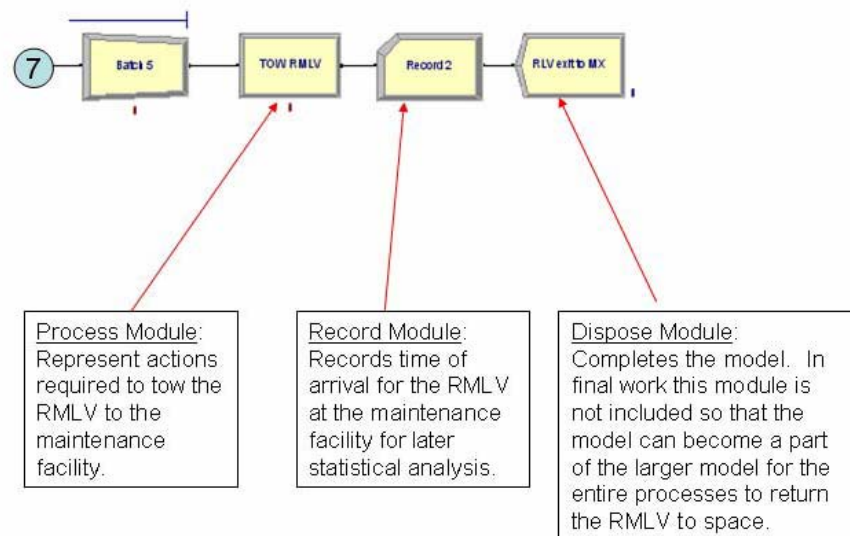 7
Batch 5
TOW RMLV
Record 2
RLV exit to MX
Process Module:
Represent actions
required to tow the
RMLV to the
maintenance
facility.
Record Module:
Records time of
arrival for the RMLV
at the maintenance
facility for later
statistical analysis.
Dispose Module:
Completes the model.  In
final work this module is
not included so that the
model can become a part
of the larger model for the
entire processes to return
the RMLV to space.